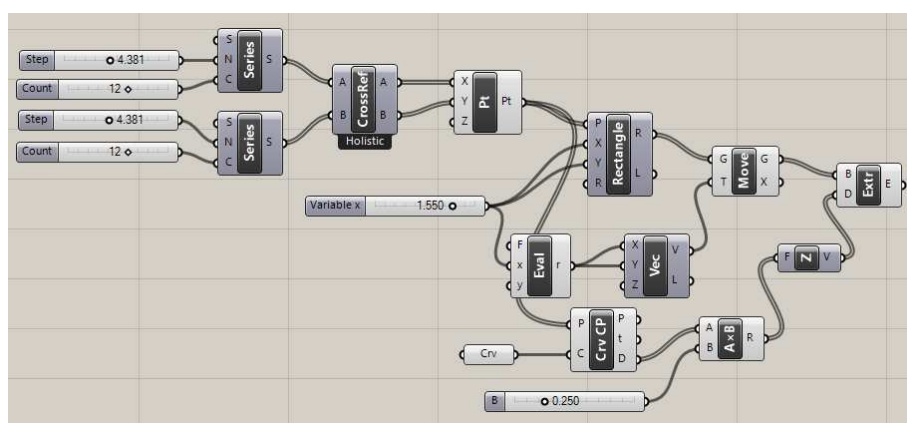 Step 4.381
Count 12
S
N
C
Series
S
Step 4.381
Count 12
S
N
C
Series
S
A
B
CrossRef
A
B
Holistic
X
Y
Z
Pt
Pt
P
X
Y
R
Rectangle
R
L
Variable x 1.550
F
x
y
Eval
r
X
Y
Z
Vec
V
L
G
T
Move
G
X
B
D
Extr
E
F
Z
V
Crv
P
C
Crv CP
P
t
D
A
B
A×B
R
B 0.250